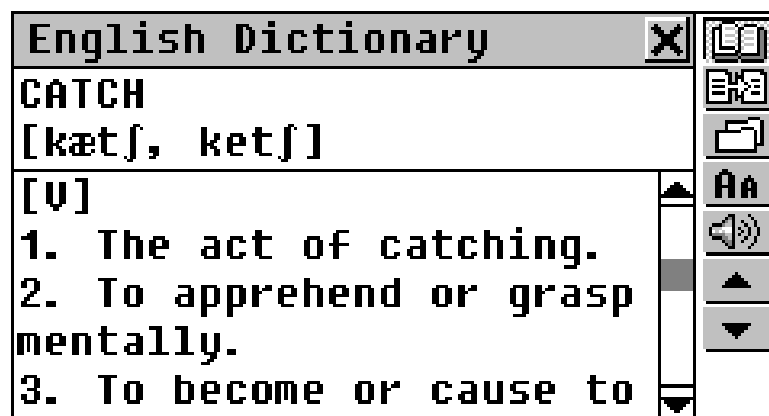 English Dictionary
CATCH
[kætʃ, ketʃ]
[V]
1. The act of catching.
2. To apprehend or grasp
mentally.
3. To become or cause to
AA